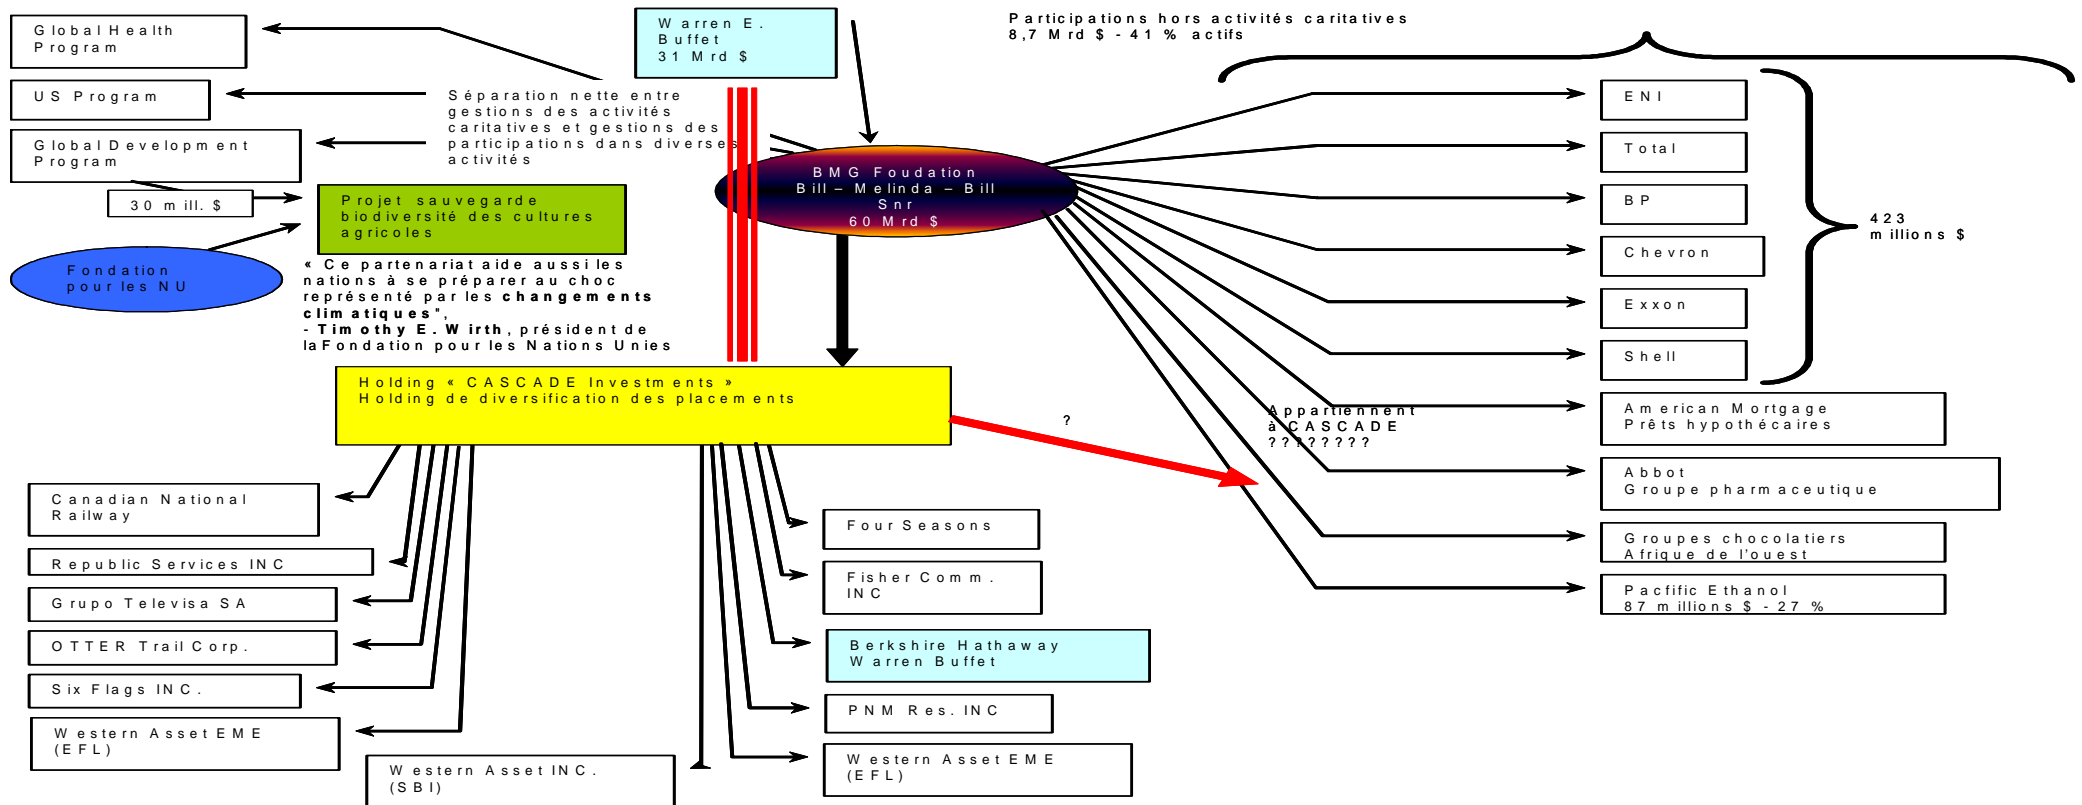 Global Health
Program
US Program
Global Development
Program
30 mill. $
Fondation
pour les NU
Warren E.
Buffet
31 Mrd $
Séparation nette entre
gestions des activités
caritatives et gestions des
participations dans diverses
activités
Projet sauvegarde
biodiversité des cultures
agricoles
« Ce partenariat aide aussi les
nations à se préparer au choc
représenté par les changements
climatiques",
- Timothy E. Wirth, président de
la Fondation pour les Nations Unies
BMG Foudation
Bill – Melinda – Bill
Snr
60 Mrd $
Participations hors activités caritatives
8,7 Mrd $ - 41 % actifs
ENI
Total
BP
Chevron
Exxon
Shell
423
millions $
American Mortgage
Prêts hypothécaires
Abbot
Groupe pharmaceutique
Groupes chocolatiers
Afrique de l'ouest
Pacfific Ethanol
87 millions $ - 27 %
Holding « CASCADE Investments »
Holding de diversification des placements
?
Appartiennent
à CASCADE
????????
Canadian National
Railway
Republic Services INC
Grupo Televisa SA
OTTER Trail Corp.
Six Flags INC.
Western Asset EME
(EFL)
Western Asset INC.
(SBI)
Four Seasons
Fisher Comm.
INC
Berkshire Hathaway
Warren Buffet
PNM Res. INC
Western Asset EME
(EFL)